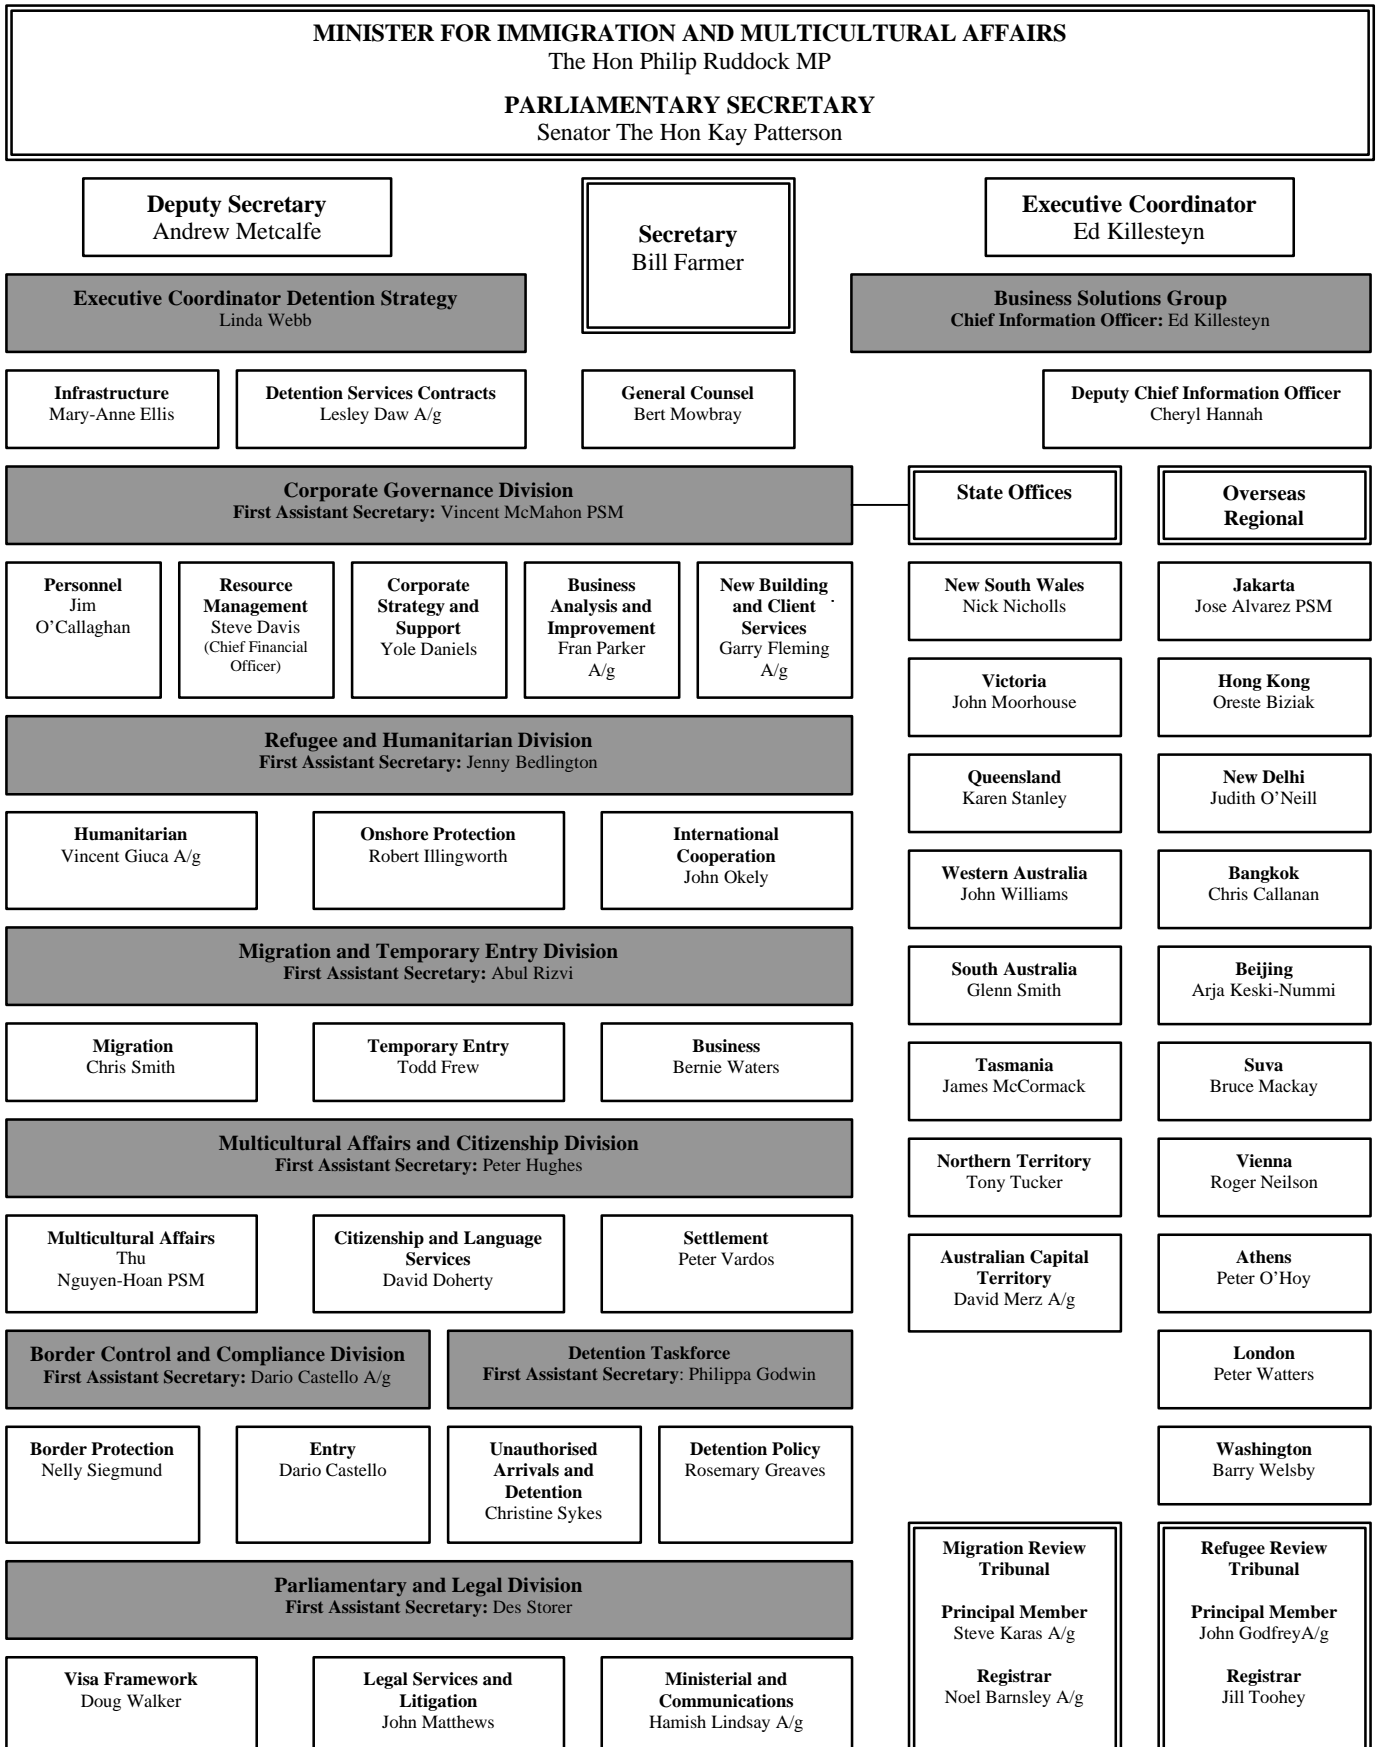 MINISTER FOR IMMIGRATION AND MULTICULTURAL AFFAIRS
The Hon Philip Ruddock MP
PARLIAMENTARY SECRETARY
Senator The Hon Kay Patterson
Deputy Secretary
Andrew Metcalfe
Secretary
Bill Farmer
Executive Coordinator
Ed Killesteyn
Executive Coordinator Detention Strategy
Linda Webb
Business Solutions Group
Chief Information Officer: Ed Killesteyn
Infrastructure
Mary-Anne Ellis
Detention Services Contracts
Lesley Daw A/g
General Counsel
Bert Mowbray
Deputy Chief Information Officer
Cheryl Hannah
Corporate Governance Division
First Assistant Secretary: Vincent McMahon PSM
Personnel
Jim
O'Callaghan
Resource
Management
Steve Davis
(Chief Financial
Officer)
Corporate
Strategy and
Support
Yole Daniels
Business
Analysis and
Improvement
Fran Parker
A/g
New Building
and Client
Services
Garry Fleming
A/g
Refugee and Humanitarian Division
First Assistant Secretary: Jenny Bedlington
Humanitarian
Vincent Giuca A/g
Onshore Protection
Robert Illingworth
International
Cooperation
John Okely
Migration and Temporary Entry Division
First Assistant Secretary: Abul Rizvi
Migration
Chris Smith
Temporary Entry
Todd Frew
Business
Bernie Waters
Multicultural Affairs and Citizenship Division
First Assistant Secretary: Peter Hughes
Multicultural Affairs
Thu
Nguyen-Hoan PSM
Citizenship and Language
Services
David Doherty
Settlement
Peter Vardos
Border Control and Compliance Division
First Assistant Secretary: Dario Castello A/g
Detention Taskforce
First Assistant Secretary: Philippa Godwin
Border Protection
Nelly Siegmund
Entry
Dario Castello
Unauthorised
Arrivals and
Detention
Christine Sykes
Detention Policy
Rosemary Greaves
Parliamentary and Legal Division
First Assistant Secretary: Des Storer
Visa Framework
Doug Walker
Legal Services and
Litigation
John Matthews
Ministerial and
Communications
Hamish Lindsay A/g
State Offices
New South Wales
Nick Nicholls
Victoria
John Moorhouse
Queensland
Karen Stanley
Western Australia
John Williams
South Australia
Glenn Smith
Tasmania
James McCormack
Northern Territory
Tony Tucker
Australian Capital
Territory
David Merz A/g
Overseas
Regional
Jakarta
Jose Alvarez PSM
Hong Kong
Oreste Biziak
New Delhi
Judith O'Neill
Bangkok
Chris Callanan
Beijing
Arja Keski-Nummi
Suva
Bruce Mackay
Vienna
Roger Neilson
Athens
Peter O'Hoy
London
Peter Watters
Washington
Barry Welsby
Migration Review
Tribunal
Principal Member
Steve Karas A/g
Registrar
Noel Barnsley A/g
Refugee Review
Tribunal
Principal Member
John GodfreyA/g
Registrar
Jill Toohey